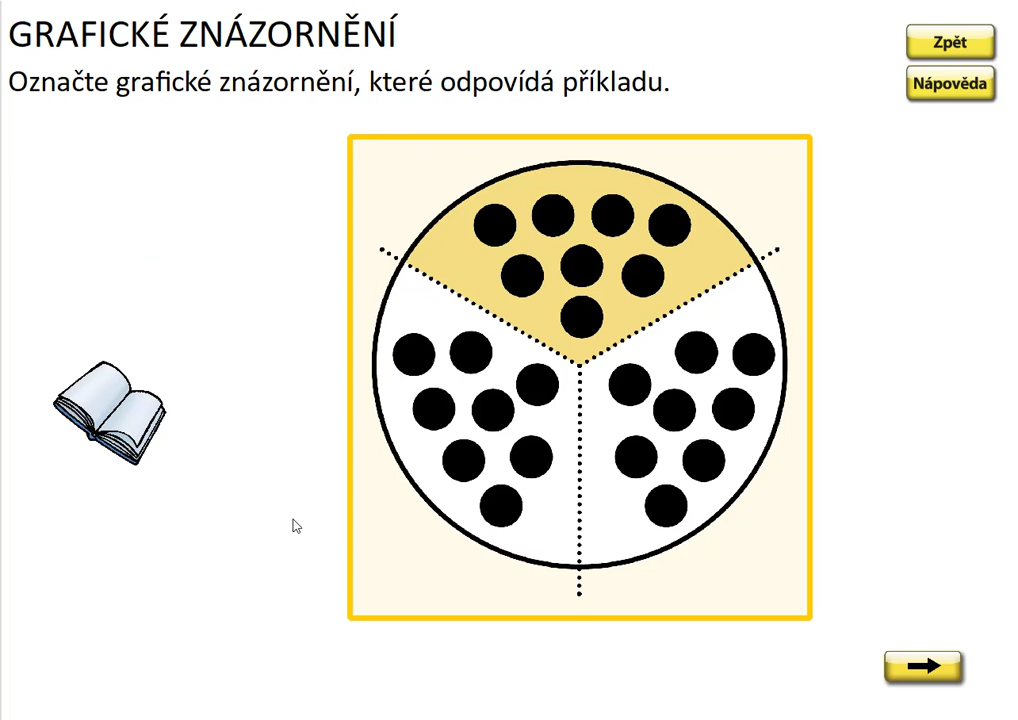 GRAFICKÉ ZNÁZORNĚNÍ
Označte grafické znázornění, které odpovídá příkladu.
Zpět
Nápověda